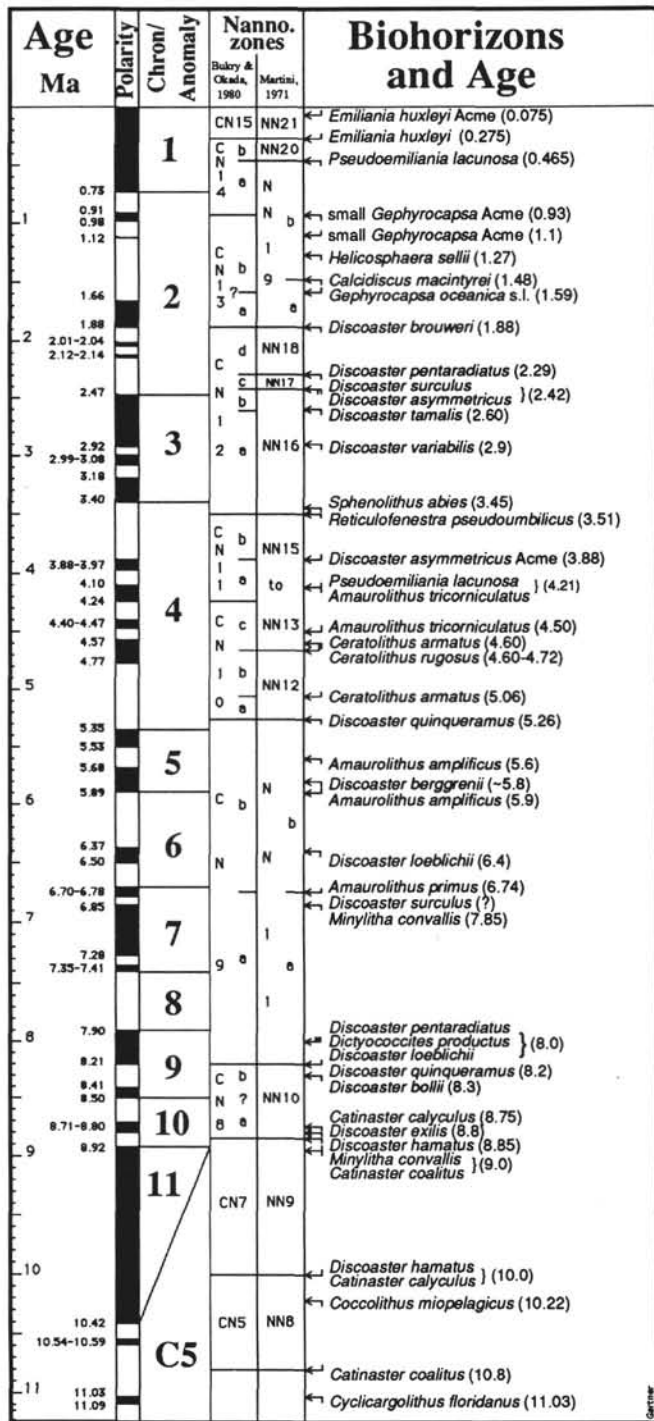 Age
Ma
Polarity
Chron/
Anomaly
Nanno.
zones
Bukry &
Okada,
1980
Martini,
1971
Biohorizons
and Age
1
2
3
4
5
6
7
8
9
10
11
0.73
0.91
0.98
1.12
1.66
1.88
2.01-2.04
2.12-2.14
2.47
2.92
2.99-3.08
3.18
3.40
3.88-3.97
4.10
4.24
4.40-4.47
4.57
4.77
5.35
5.53
5.68
5.89
6.37
6.50
6.70-6.78
6.85
7.28
7.35-7.41
7.90
8.21
8.41
8.50
8.71-8.80
8.92
10.42
10.54-10.59
11.03
11.09
1
2
3
4
5
6
7
8
9
10
11
C5
CN15
CN14
b
a
CN13
b
?
a
CN12
d
c
b
a
CN11
b
a
CN10
c
b
a
CN9
b
a
CN8
b
?
a
CN7
CN5
NN21
NN20
NN19
b
a
NN18
NN17
NN16
NN15
to
NN13
NN12
NN11
b
a
NN10
NN9
NN8
Emiliania huxleyi Acme (0.075)
Emiliania huxleyi (0.275)
Pseudoemiliania lacunosa (0.465)
small Gephyrocapsa Acme (0.93)
small Gephyrocapsa Acme (1.1)
Helicosphaera sellii (1.27)
Calcidiscus macintyrei (1.48)
Gephyrocapsa oceanica s.l. (1.59)
Discoaster brouweri (1.88)
Discoaster pentaradiatus (2.29)
Discoaster surculus
Discoaster asymmetricus } (2.42)
Discoaster tamalis (2.60)
Discoaster variabilis (2.9)
Sphenolithus abies (3.45)
Reticulofenestra pseudoumbilicus (3.51)
Discoaster asymmetricus Acme (3.88)
Pseudoemiliania lacunosa
Amaurolithus tricorniculatus } (4.21)
Amaurolithus tricorniculatus (4.50)
Ceratolithus armatus (4.60)
Ceratolithus rugosus (4.60-4.72)
Ceratolithus armatus (5.06)
Discoaster quinqueramus (5.26)
Amaurolithus amplificus (5.6)
Discoaster berggrenii (~5.8)
Amaurolithus amplificus (5.9)
Discoaster loeblichii (6.4)
Amaurolithus primus (6.74)
Discoaster surculus (?)
Minylitha convallis (7.85)
Discoaster pentaradiatus
Dictyococcites productus } (8.0)
Discoaster loeblichii
Discoaster quinqueramus (8.2)
Discoaster bollii (8.3)
Catinaster calyculus (8.75)
Discoaster exilis (8.8)
Discoaster hamatus (8.85)
Minylitha convallis
Catinaster coalitus } (9.0)
Discoaster hamatus
Catinaster calyculus } (10.0)
Coccolithus miopelagicus (10.22)
Catinaster coalitus (10.8)
Cyclicargolithus floridanus (11.03)
Gartner